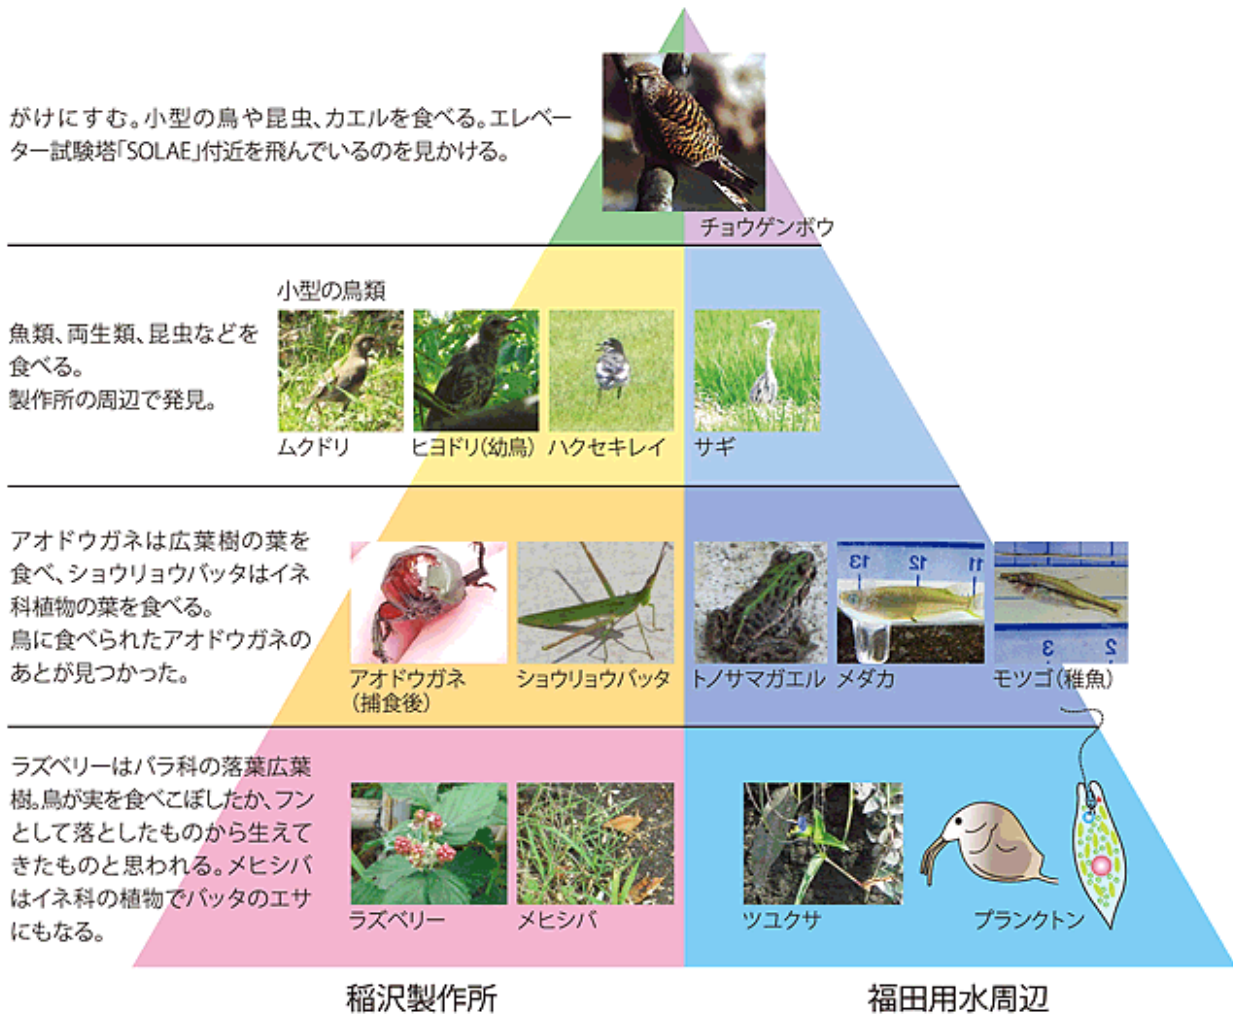 がけにすむ。小型の鳥や昆虫、カエルを食べる。エレベー
ター試験塔「SOLAE」付近を飛んでいるのを見かける。
チョウゲンボウ
小型の鳥類
魚類、両生類、昆虫などを
食べる。
製作所の周辺で発見。
ムクドリ
ヒヨドリ(幼鳥)
ハクセキレイ
サギ
アオドウガネは広葉樹の葉を
食べ、ショウリョウバッタはイネ
科植物の葉を食べる。
鳥に食べられたアオドウガネの
あとが見つかった。
13 12 11
3 2
アオドウガネ
(捕食後)
ショウリョウバッタ
トノサマガエル
メダカ
モツゴ(稚魚)
ラズベリーはバラ科の落葉広葉
樹。鳥が実を食べこぼしたか、フン
として落としたものから生えて
きたものと思われる。メヒシバ
はイネ科の植物でバッタのエサ
にもなる。
ラズベリー
メヒシバ
ツユクサ
プランクトン
稲沢製作所
福田用水周辺